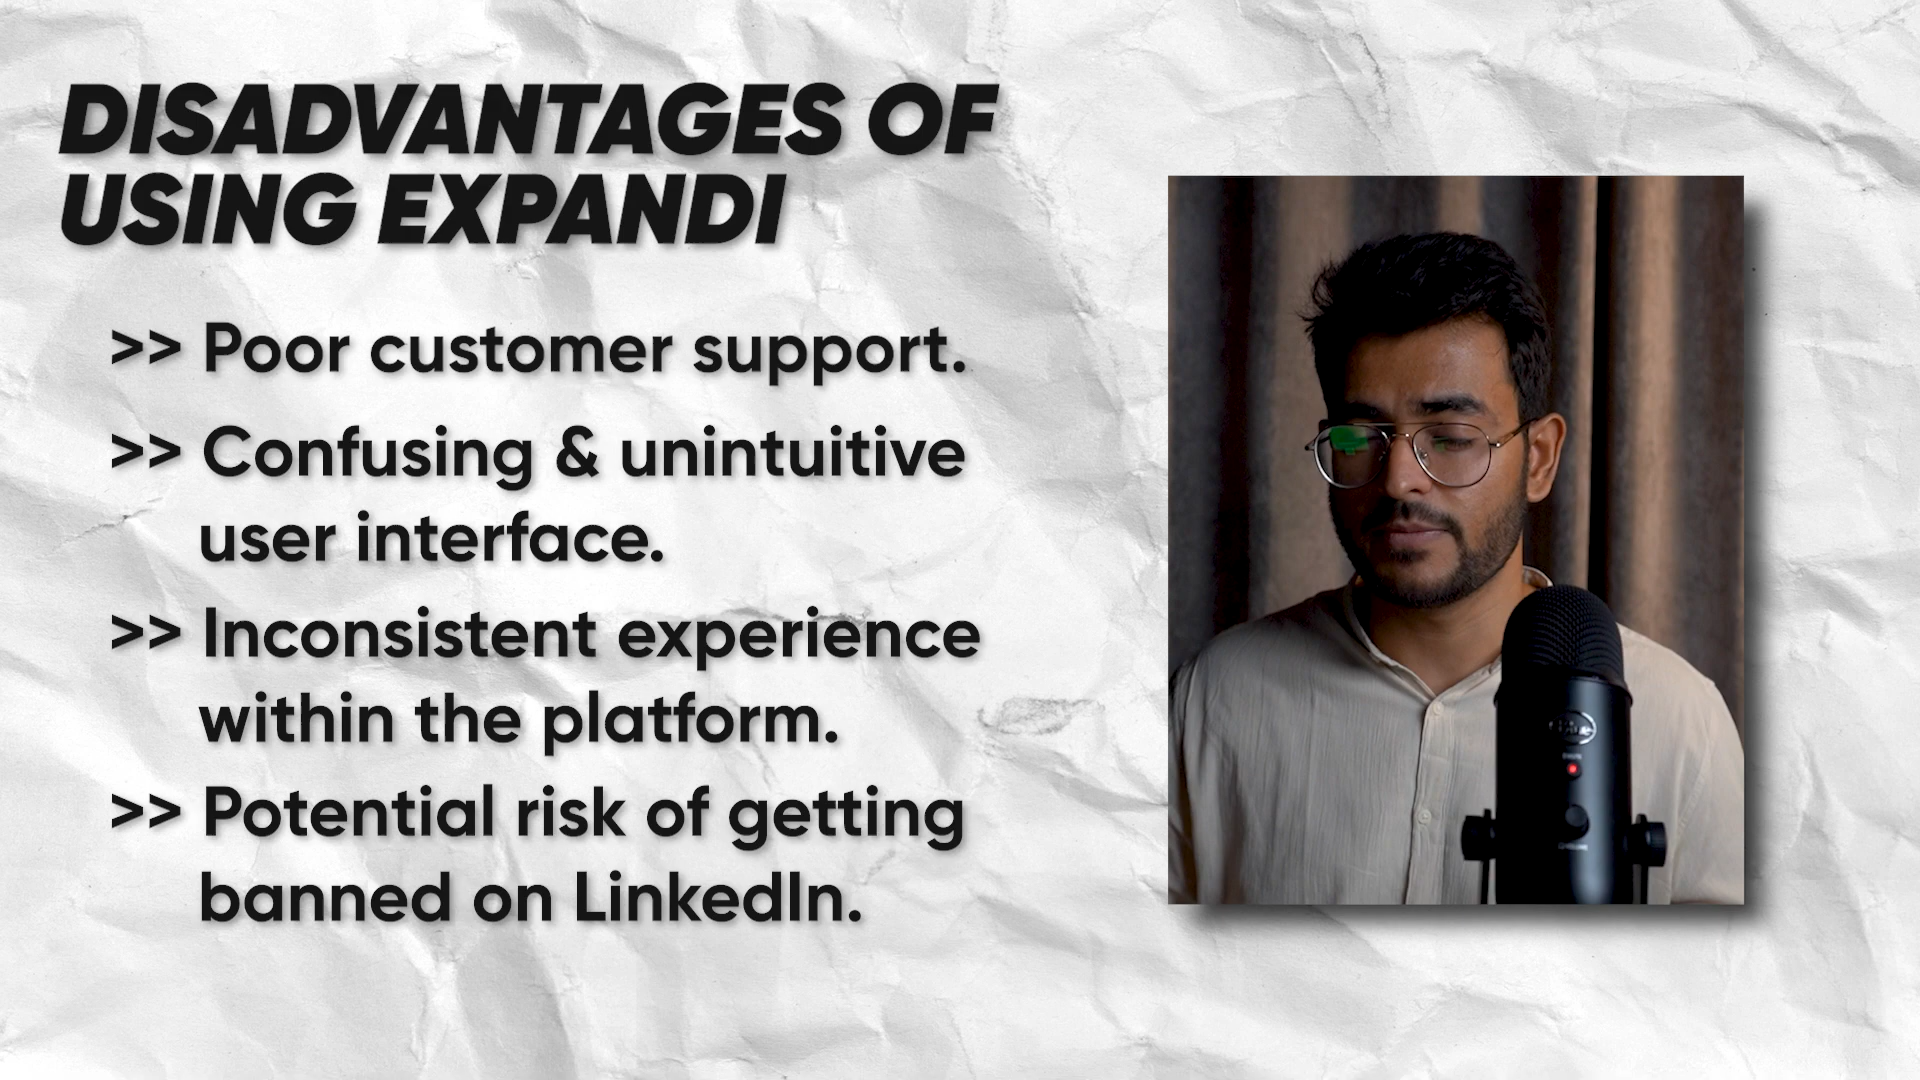 DISADVANTAGES OF
USING EXPANDI
>> Poor customer support.
>> Confusing & unintuitive
user interface.
>> Inconsistent experience
within the platform.
>> Potential risk of getting
banned on LinkedIn.